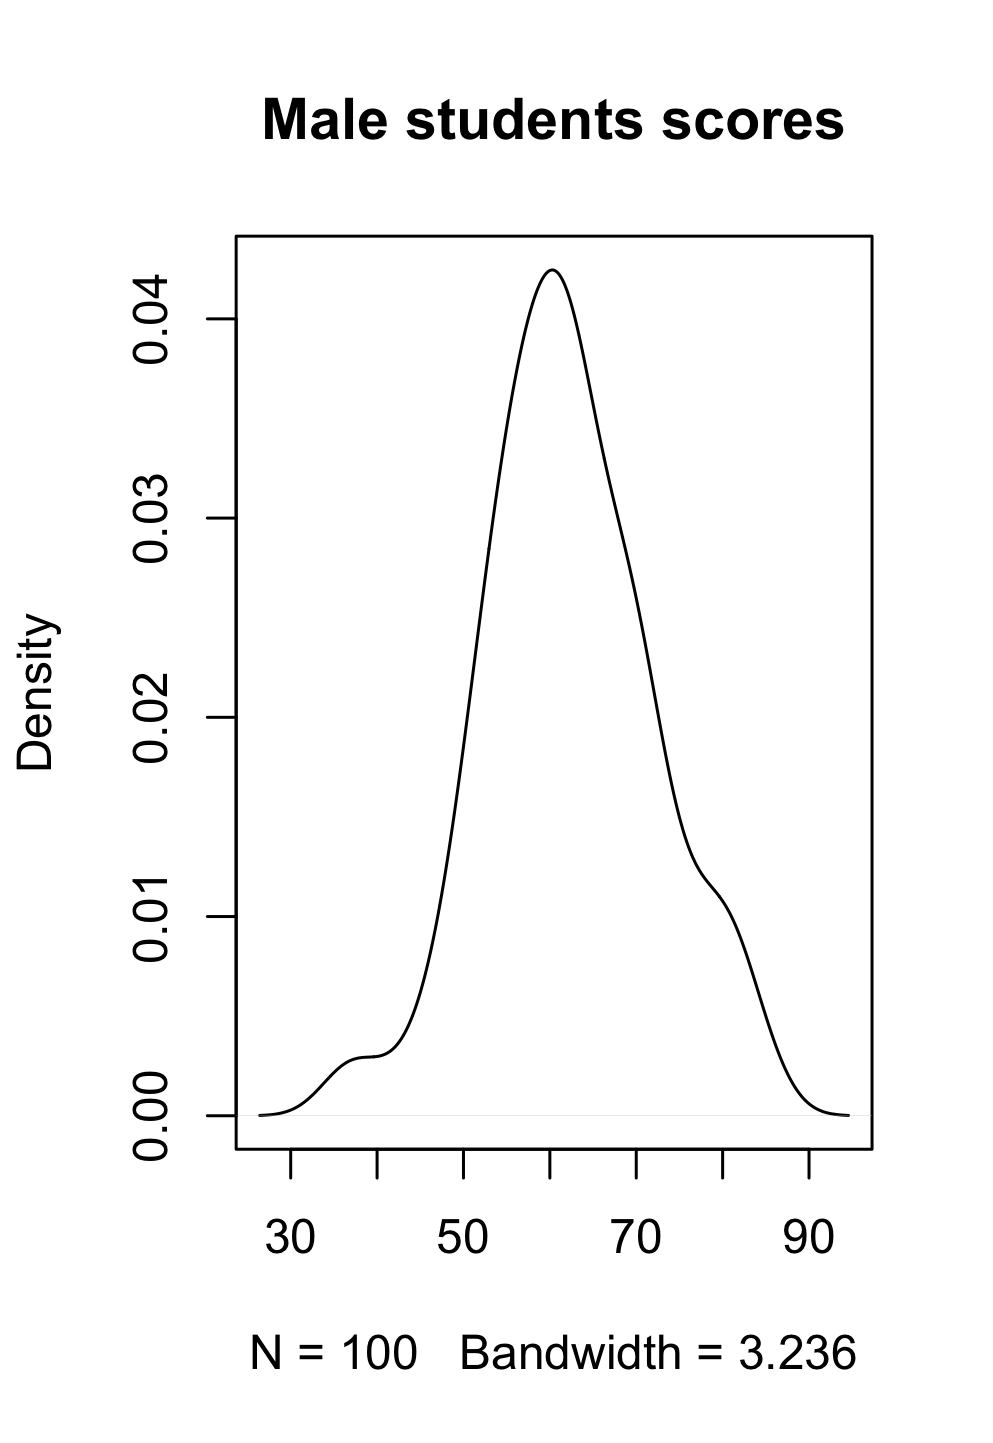 Male students scores
Density
0.04
0.03
0.02
0.01
0.00
30 50 70 90
N = 100 Bandwidth = 3.236